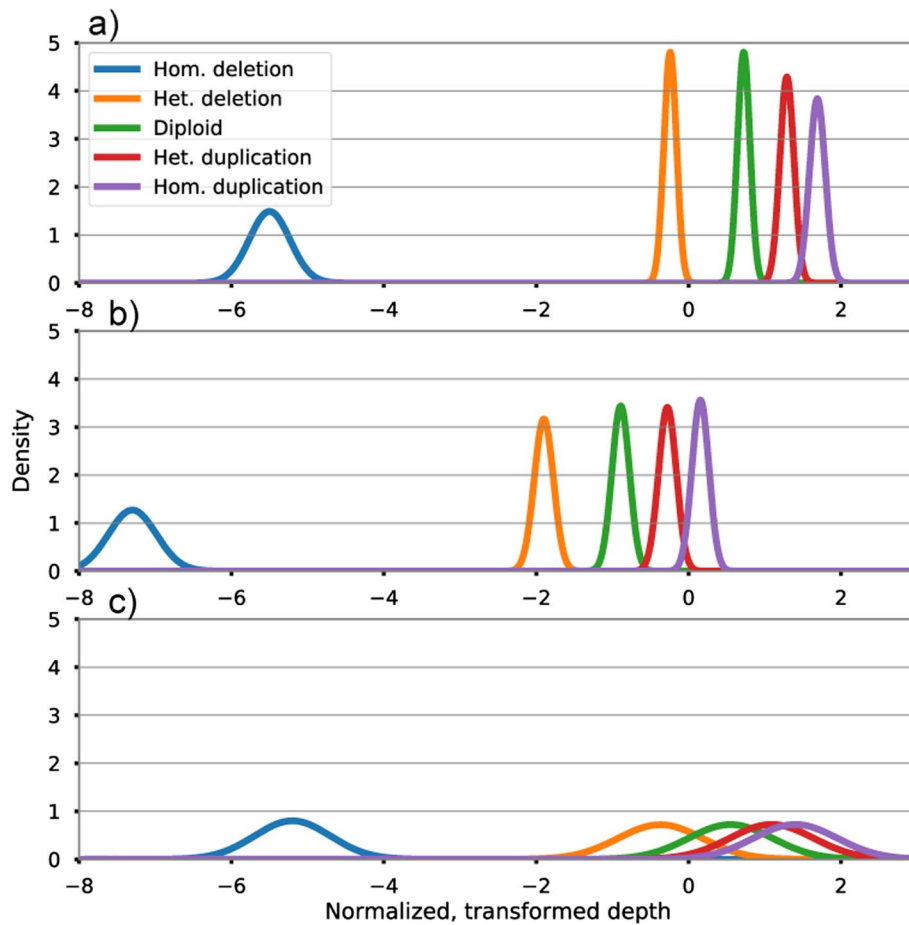 a)
5
4
3
2
1
0
Hom. deletion
Het. deletion
Diploid
Het. duplication
Hom. duplication
−8 −6 −4 −2 0 2
b)
5
4
3
2
1
0
Density
−8 −6 −4 −2 0 2
c)
5
4
3
2
1
0
−8 −6 −4 −2 0 2
Normalized, transformed depth